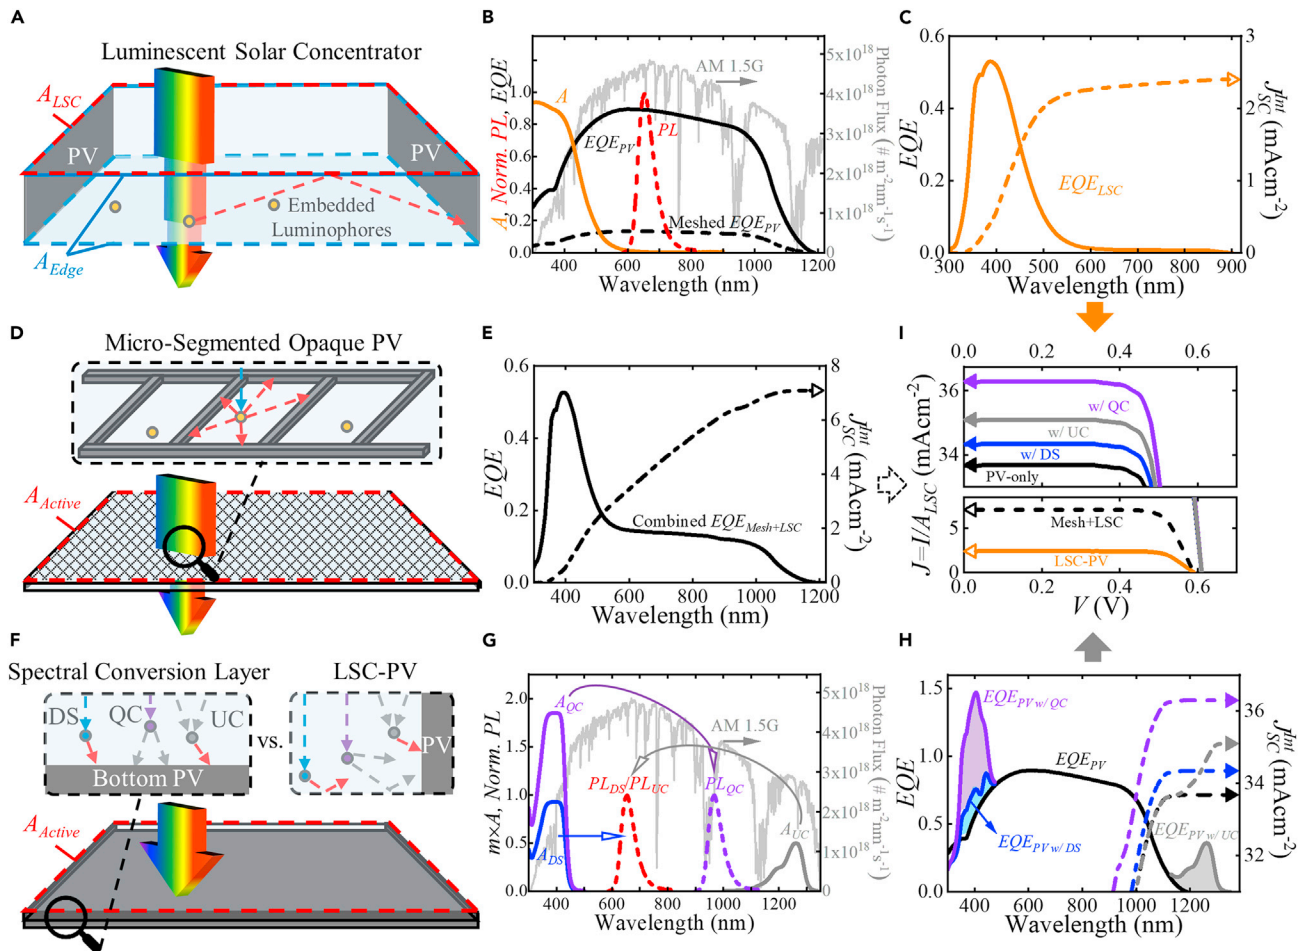 A
Luminescent Solar Concentrator
A_LSC
PV
PV
Embedded
Luminophores
A_Edge
B
A, Norm. PL, EQE
1.0
0.8
0.6
0.4
0.2
0.0
A
EQE_PV
PL
AM 1.5G
Meshed EQE_PV
5x10^18
4x10^18
3x10^18
2x10^18
1x10^18
0
Photon Flux (# m^-2nm^-1s^-1)
400 600 800 1000 1200
Wavelength (nm)
C
EQE
0.6
0.4
0.2
0.0
EQE_LSC
3
2
1
0
J_SC^Int (mAcm^-2)
300 400 500 600 700 800 900
Wavelength (nm)
D
Micro-Segmented Opaque PV
A_Active
E
EQE
0.6
0.4
0.2
0.0
Combined EQE_Mesh+LSC
8
6
4
2
0
J_SC^Int (mAcm^-2)
400 600 800 1000 1200
Wavelength (nm)
I
0.0 0.2 0.4 0.6
36
34
w/ QC
w/ UC
w/ DS
PV-only
5
0
Mesh+LSC
LSC-PV
J=I/A_LSC (mAcm^-2)
0.0 0.2 0.4 0.6
V (V)
F
Spectral Conversion Layer
LSC-PV
DS
QC
UC
Bottom PV
vs.
PV
A_Active
G
m×A, Norm. PL
2.0
1.5
1.0
0.5
0.0
A_QC
AM 1.5G
PL_DS/PL_UC
PL_QC
A_DS
A_UC
5x10^18
4x10^18
3x10^18
2x10^18
1x10^18
0
Photon Flux (# m^-2nm^-1s^-1)
400 600 800 1000 1200
Wavelength (nm)
H
EQE
1.5
1.0
0.5
0.0
EQE_PV w/ QC
EQE_PV
EQE_PV w/ DS
EQE_PV w/ UC
36
34
32
J_SC^Int (mAcm^-2)
400 600 800 1000 1200
Wavelength (nm)